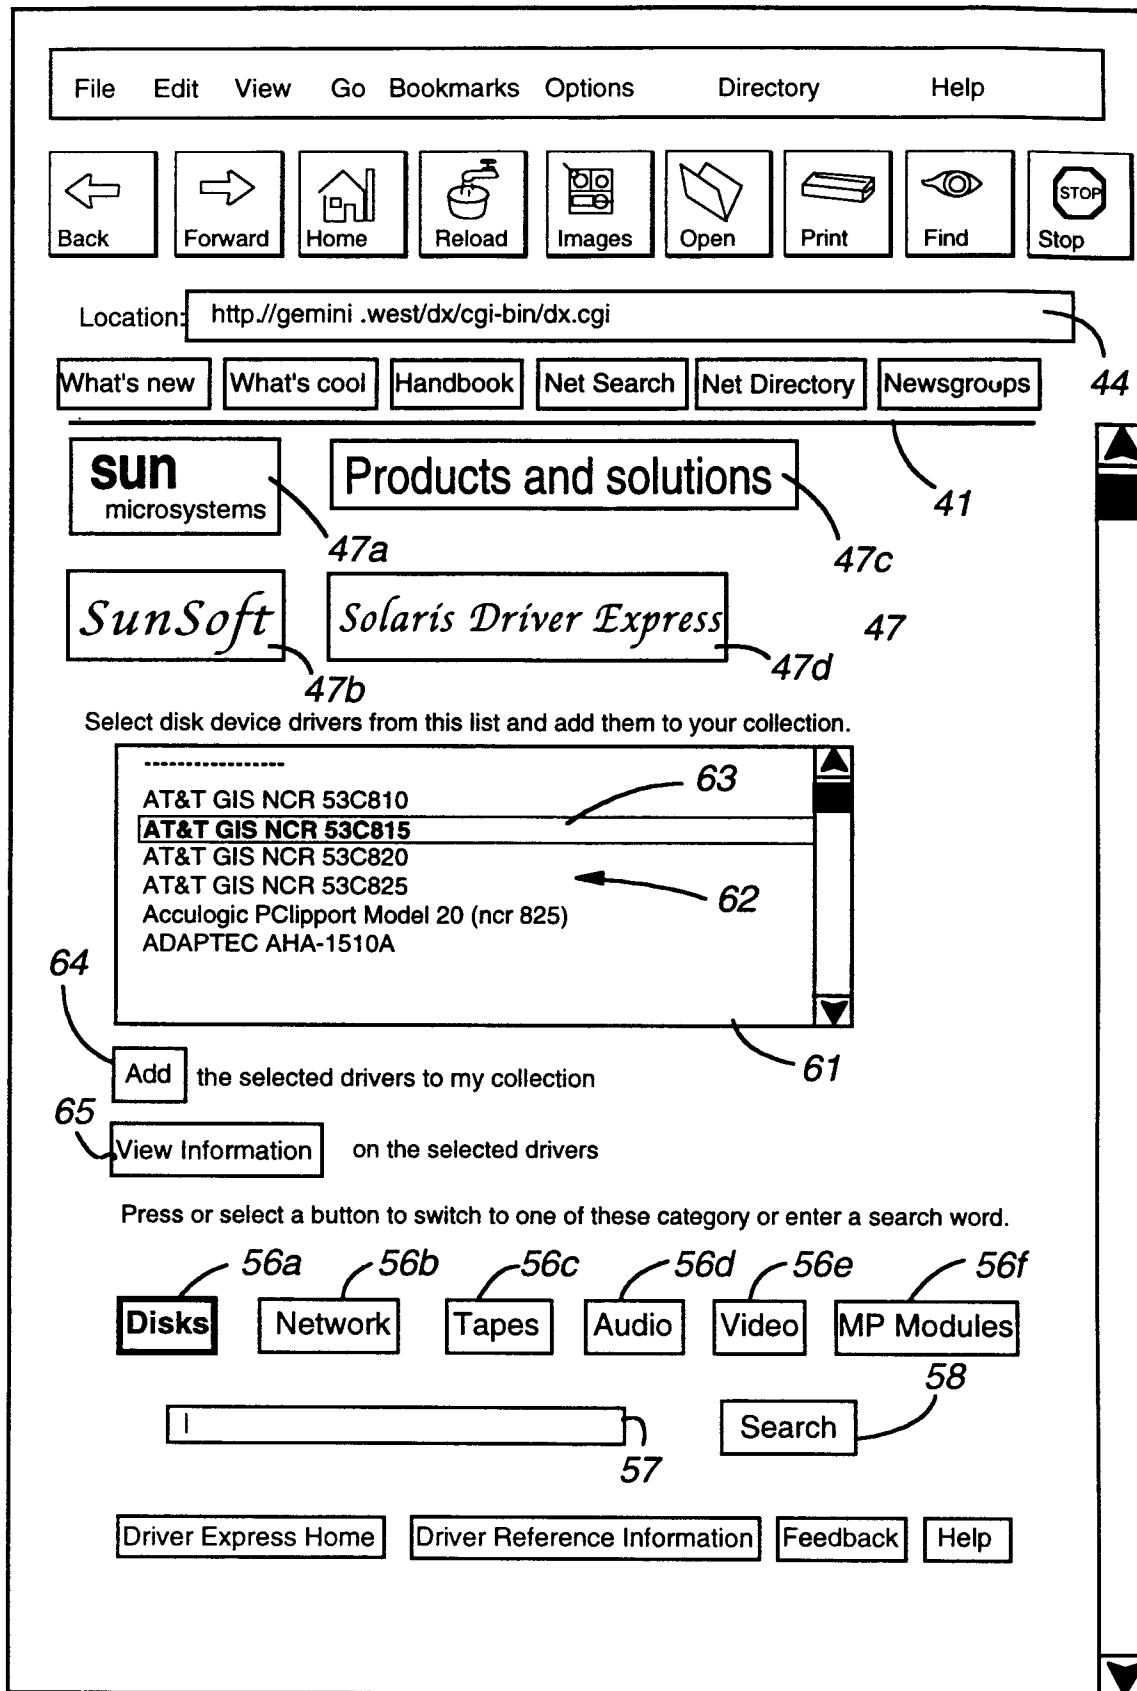 File Edit View Go Bookmarks Options Directory Help
Back Forward Home Reload Images Open Print Find STOP Stop
Location: http.//gemini .west/dx/cgi-bin/dx.cgi
44
What's new What's cool Handbook Net Search Net Directory Newsgroups
41
sun
microsystems
47a
Products and solutions
47c
SunSoft
47b
Solaris Driver Express
47d
47
Select disk device drivers from this list and add them to your collection.
-----------------
AT&T GIS NCR 53C810
63
AT&T GIS NCR 53C815
AT&T GIS NCR 53C820
AT&T GIS NCR 53C825
62
Acculogic PClipport Model 20 (ncr 825)
ADAPTEC AHA-1510A
64
61
Add the selected drivers to my collection
65
View Information on the selected drivers
Press or select a button to switch to one of these category or enter a search word.
56a 56b 56c 56d 56e 56f
Disks Network Tapes Audio Video MP Modules
58
Search
57
Driver Express Home Driver Reference Information Feedback Help